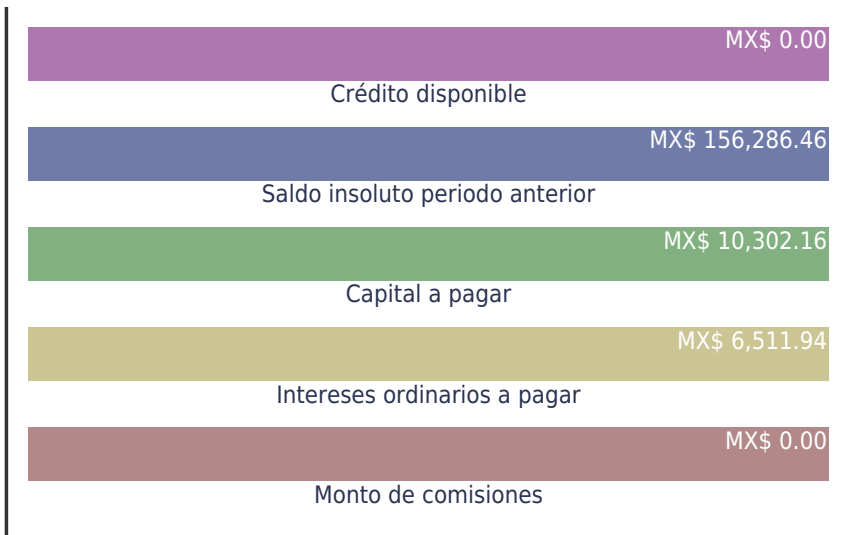 MX$ 0.00
Crédito disponible
MX$ 156,286.46
Saldo insoluto periodo anterior
MX$ 10,302.16
Capital a pagar
MX$ 6,511.94
Intereses ordinarios a pagar
MX$ 0.00
Monto de comisiones